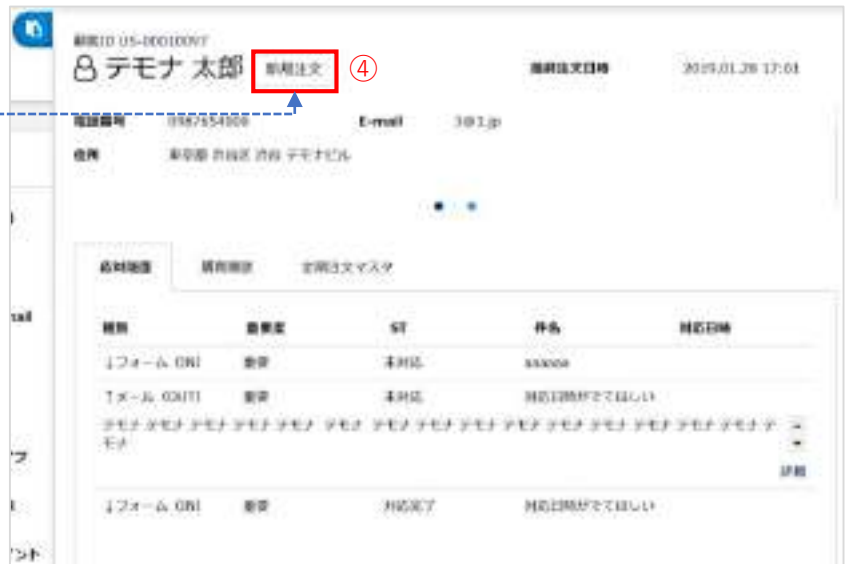 顧客ID US-00010097
テモナ 太郎 新規注文 ④ 最終注文日時 2019.01.28 17:01
電話番号 E-mail 3@1.jp
住所 東京都 渋谷区 渋谷 テモナビル
応対履歴 購買履歴 定期注文マスタ
種別 重要度 ST 件名 対応日時
↓フォーム (IN) 重要 未対応
↑メール (OUT) 重要 未対応 対応日時がでてほしい
テモナ テモナ テモナ テモナ テモナ テモナ テモナ テモナ テモナ テモナ テモナ テモナ テモナ テモナ テモナ テ
モナ
詳細
↓フォーム (IN) 重要 対応完了 対応日時がでてほしい